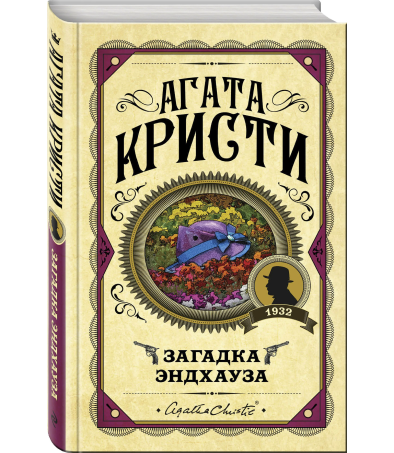 АГАТА
КРИСТИ
1932
ЗАГАДКА
ЭНДХАУЗА
Agatha Christie
АГАТА КРИСТИ
ЗАГАДКА ЭНДХАУЗА